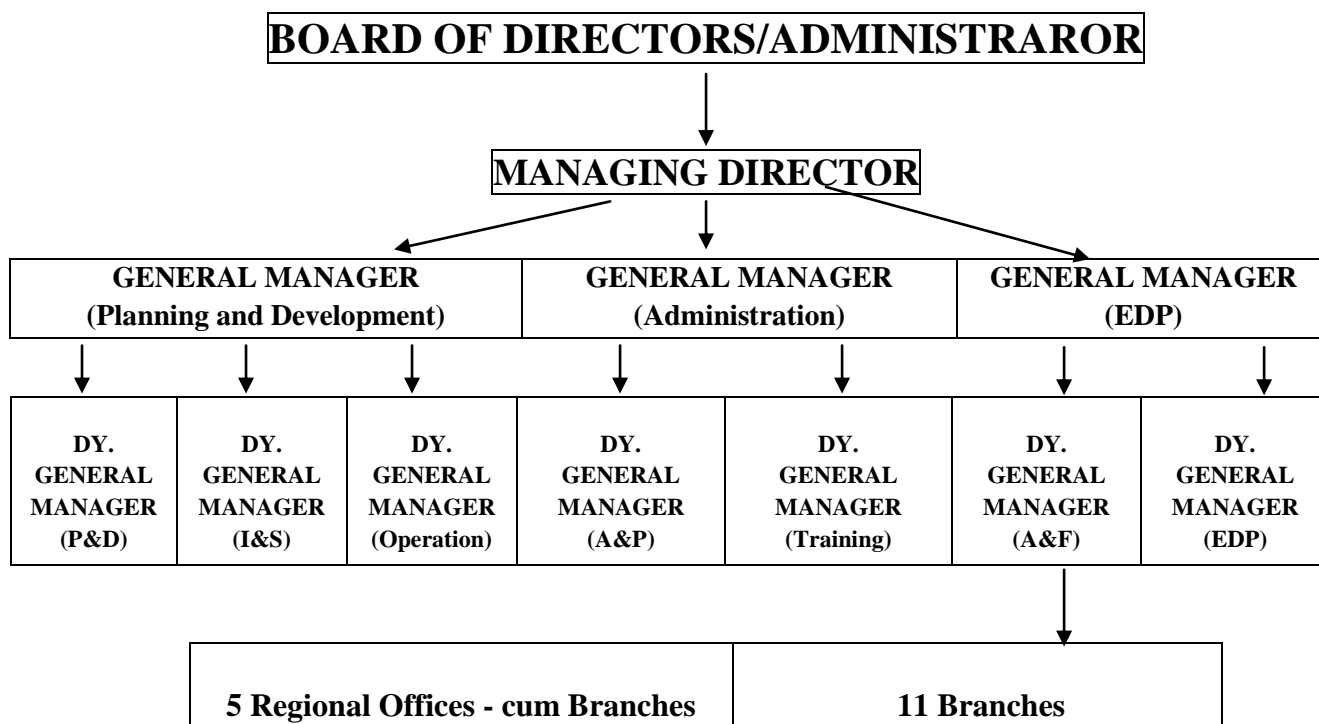 BOARD OF DIRECTORS/ADMINISTRAROR
MANAGING DIRECTOR
GENERAL MANAGER
(Planning and Development)
GENERAL MANAGER
(Administration)
GENERAL MANAGER
(EDP)
DY.
GENERAL
MANAGER
(P&D)
DY.
GENERAL
MANAGER
(I&S)
DY.
GENERAL
MANAGER
(Operation)
DY.
GENERAL
MANAGER
(A&P)
DY.
GENERAL
MANAGER
(Training)
DY.
GENERAL
MANAGER
(A&F)
DY.
GENERAL
MANAGER
(EDP)
5 Regional Offices - cum Branches
11 Branches